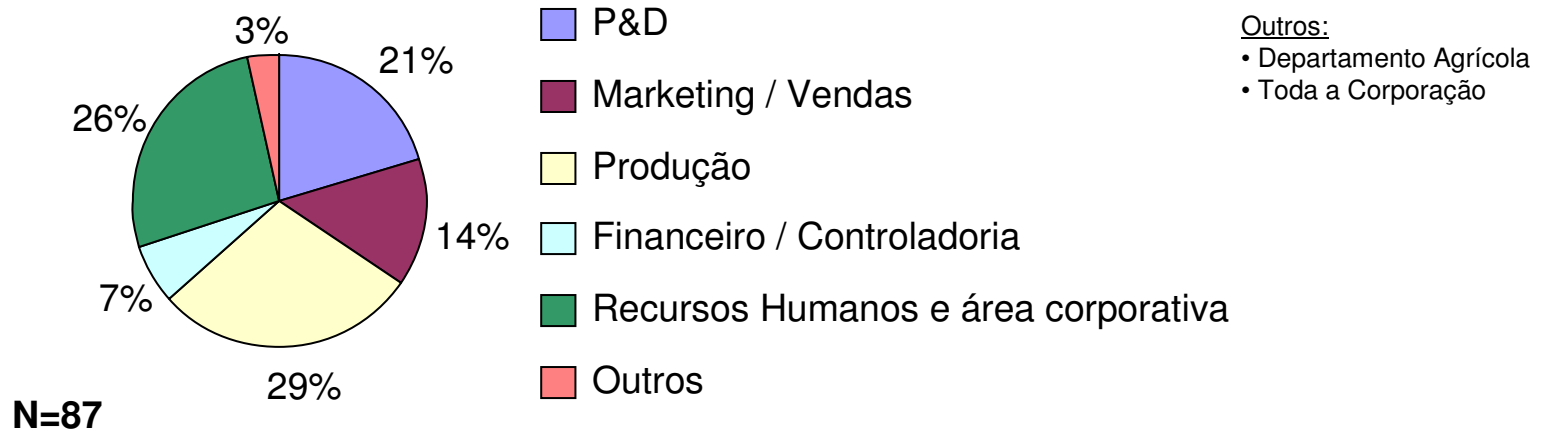 3%
21%
26%
14%
7%
29%
N=87
P&D
Marketing / Vendas
Produção
Financeiro / Controladoria
Recursos Humanos e área corporativa
Outros
Outros:
• Departamento Agrícola
• Toda a Corporação